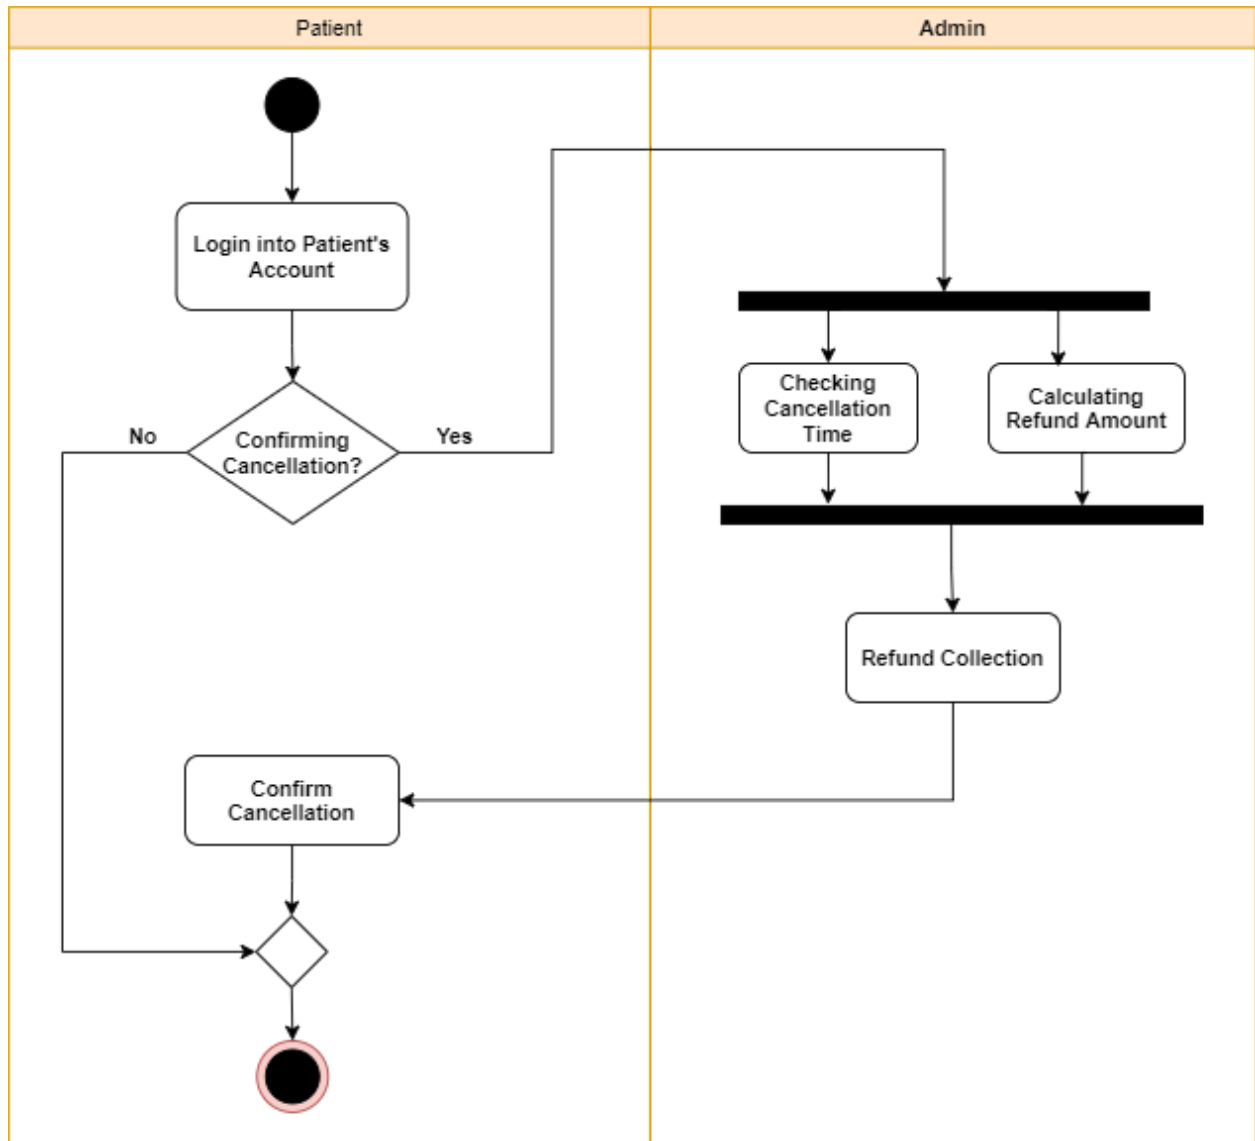 Patient
Admin
Login into Patient's
Account
No
Confirming
Cancellation?
Yes
Checking
Cancellation
Time
Calculating
Refund Amount
Refund Collection
Confirm
Cancellation